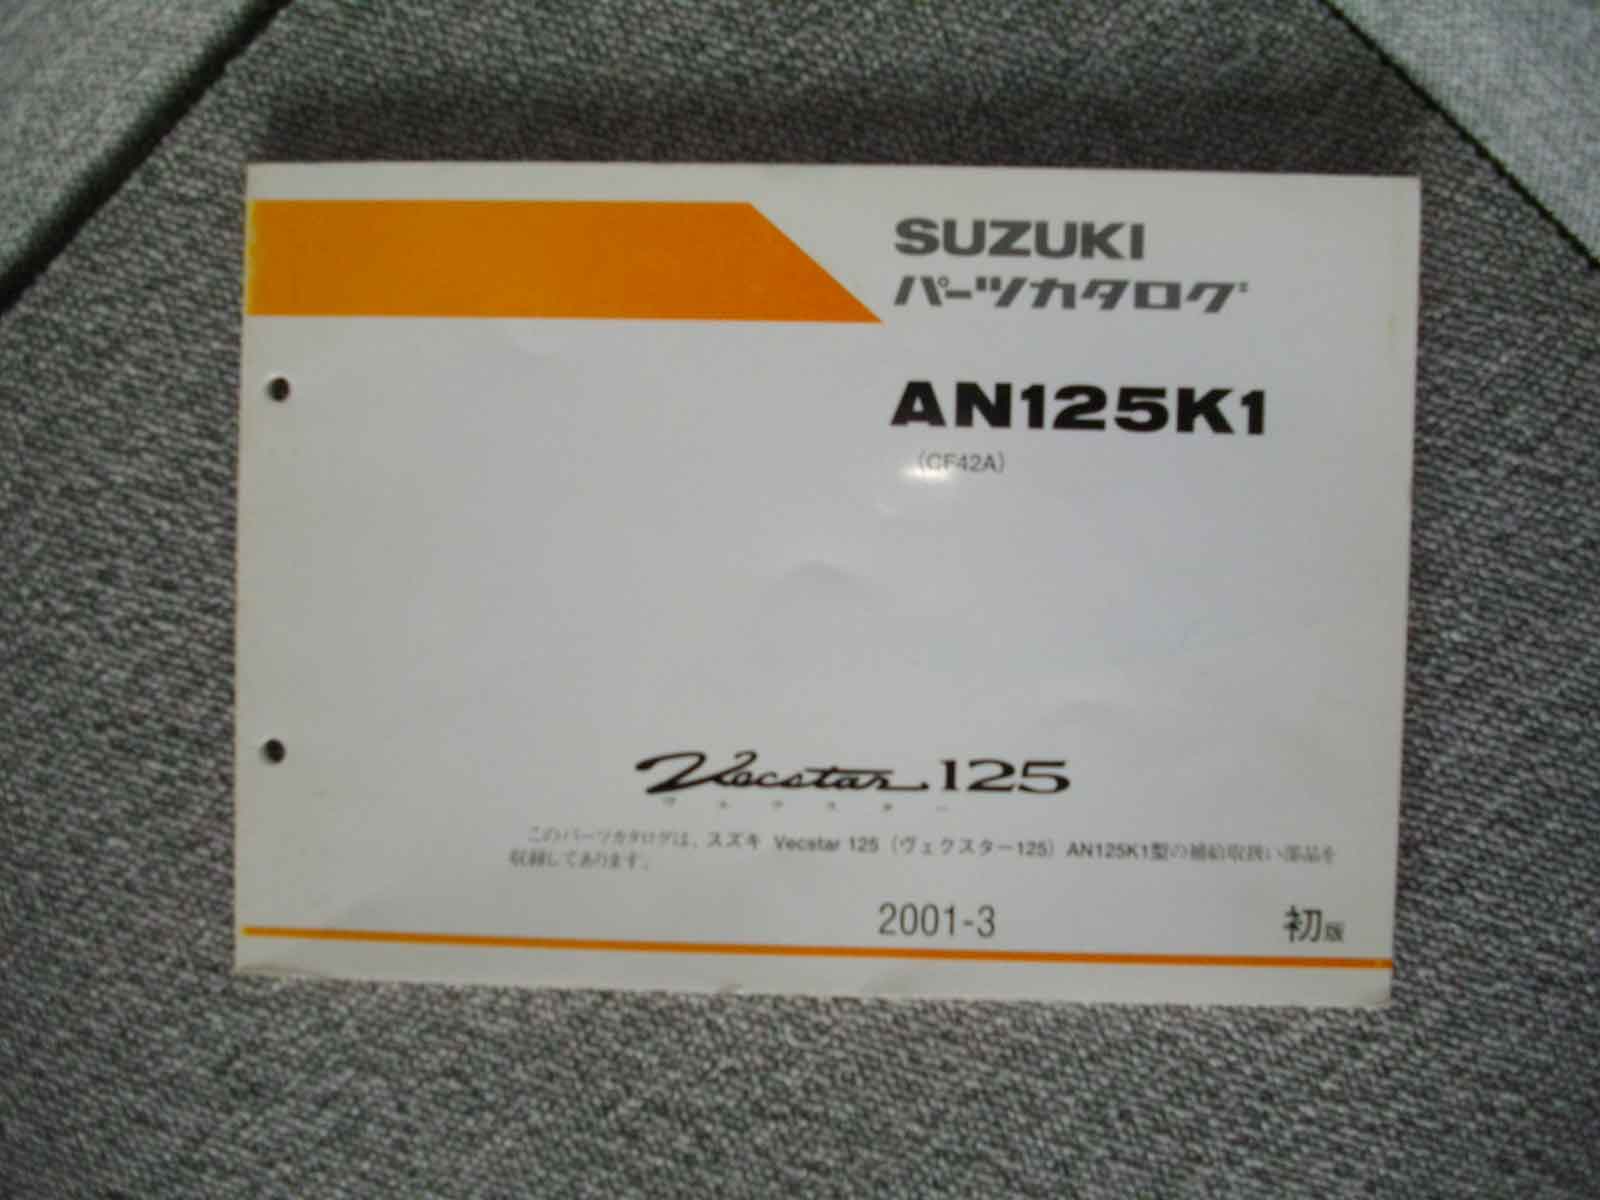 SUZUKI
パーツカタログ
AN125K1
(CF42A)
Vecstar 125
ヴェクスター
このパーツカタログは、スズキ Vecstar 125（ヴェクスター125）AN125K1型の補給取扱い部品を
収録してあります。
2001-3 初版